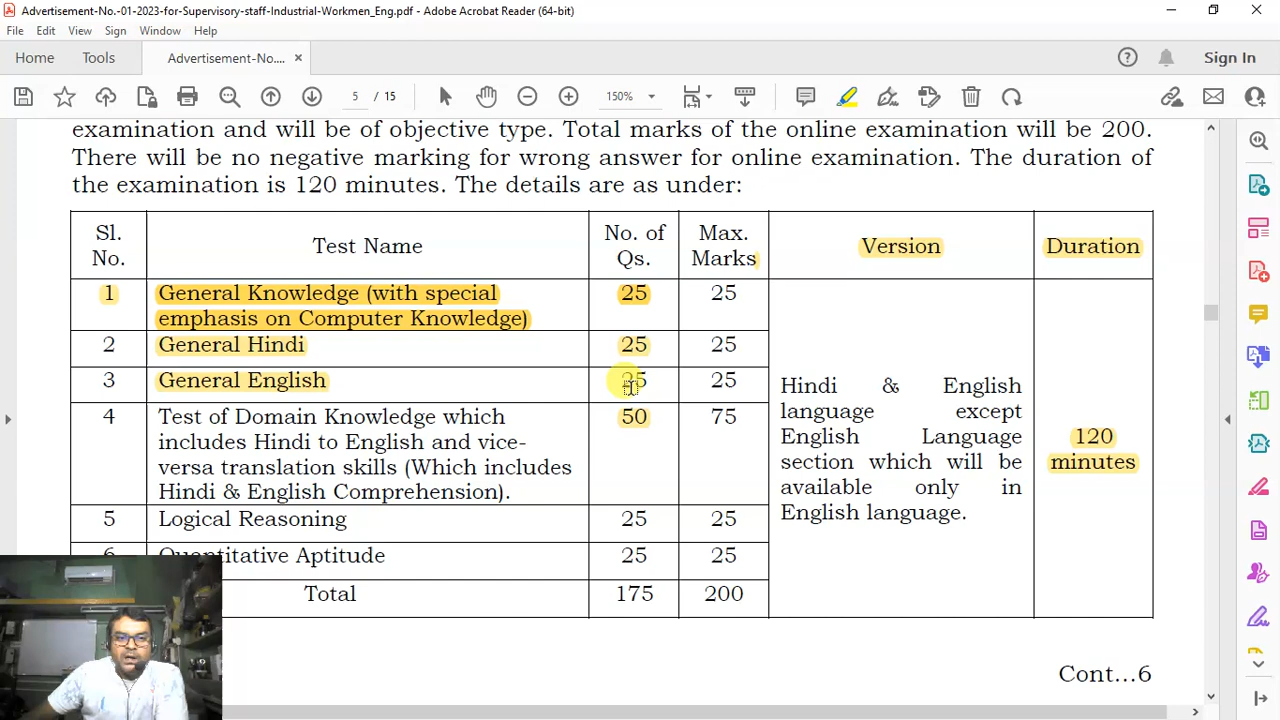 Advertisement-No.-01-2023-for-Supervisory-staff-Industrial-Workmen_Eng.pdf - Adobe Acrobat Reader (64-bit)
File Edit View Sign Window Help
Home Tools Advertisement-No.... × Sign In
5 / 15 150%
examination and will be of objective type. Total marks of the online examination will be 200.
There will be no negative marking for wrong answer for online examination. The duration of
the examination is 120 minutes. The details are as under:
Sl. No. Test Name No. of Qs. Max. Marks Version Duration
1 General Knowledge (with special 25 25
emphasis on Computer Knowledge)
2 General Hindi 25 25
3 General English 25 25
4 Test of Domain Knowledge which 50 75
includes Hindi to English and vice-
versa translation skills (Which includes
Hindi & English Comprehension).
5 Logical Reasoning 25 25
6 Quantitative Aptitude 25 25
Total 175 200
Hindi & English
language except
English Language
section which will be
available only in
English language.
120
minutes
Cont...6